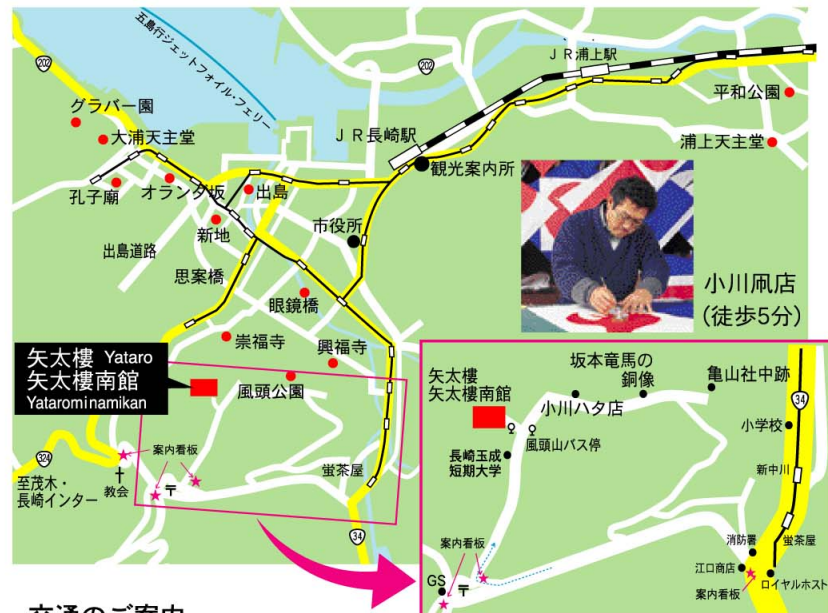 五島行ジェットフォイル・フェリー
202
202
ＪＲ浦上駅
グラバー園
平和公園
大浦天主堂
ＪＲ長崎駅
浦上天主堂
観光案内所
孔子廟
オランダ坂
出島
新地
市役所
出島道路
思案橋
眼鏡橋
小川凧店
(徒歩5分)
崇福寺
興福寺
矢太樓 Yataro
矢太樓南館
Yatarominamikan
風頭公園
324
案内看板
至茂木・
長崎インター
教会
〒
蛍茶屋
34
矢太樓
矢太樓南館
坂本竜馬の
銅像
亀山社中跡
小川ハタ店
34
小学校
風頭山バス停
長崎玉成
短期大学
新中川
消防署
蛍茶屋
江口商店
案内看板
ロイヤルホスト
案内看板
GS
〒